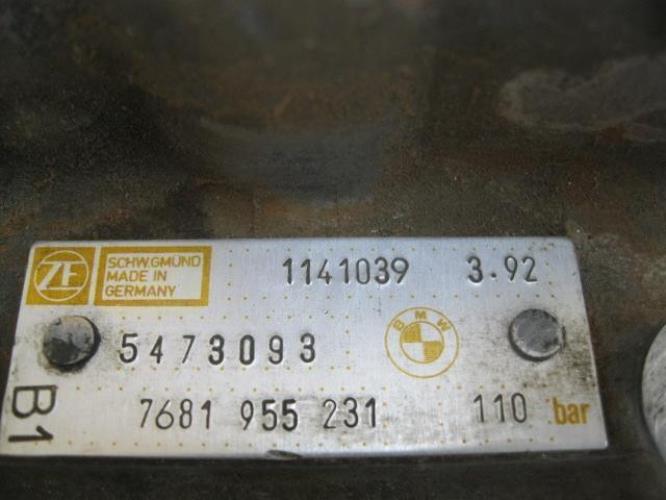 ZF SCHW.GMÜND
MADE IN
GERMANY
1141039 3.92
5473093
BMW
B1
7681 955 231 110 bar